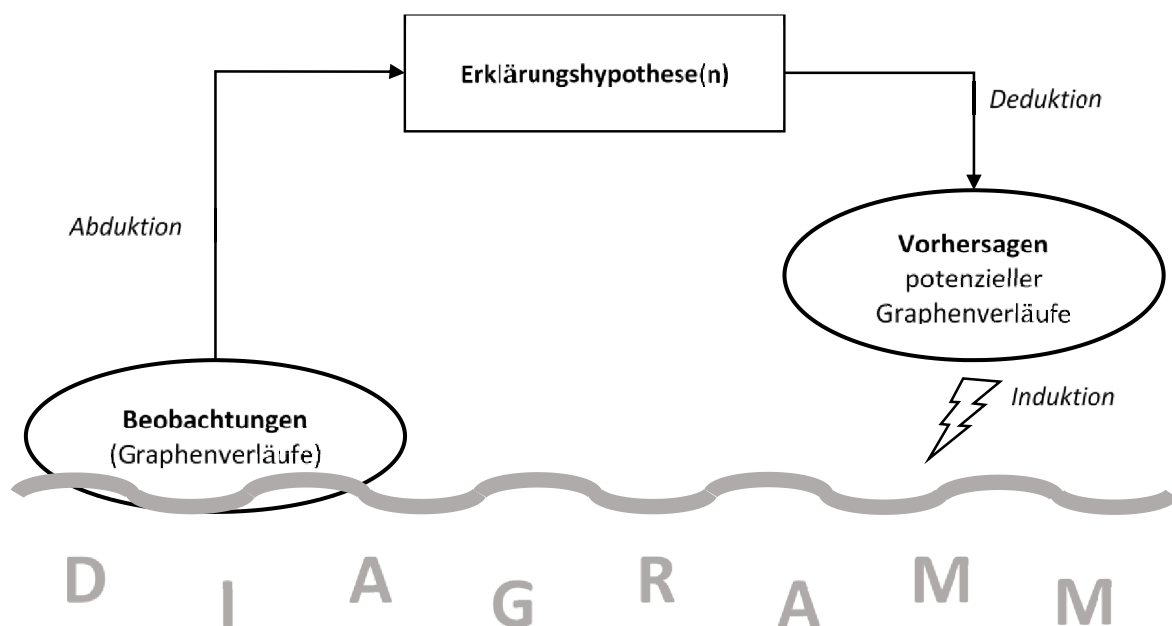 Erklärungshypothese(n)
Deduktion
Abduktion
Vorhersagen
potenzieller
Graphenverläufe
Induktion
Beobachtungen
(Graphenverläufe)
D I A G R A M M